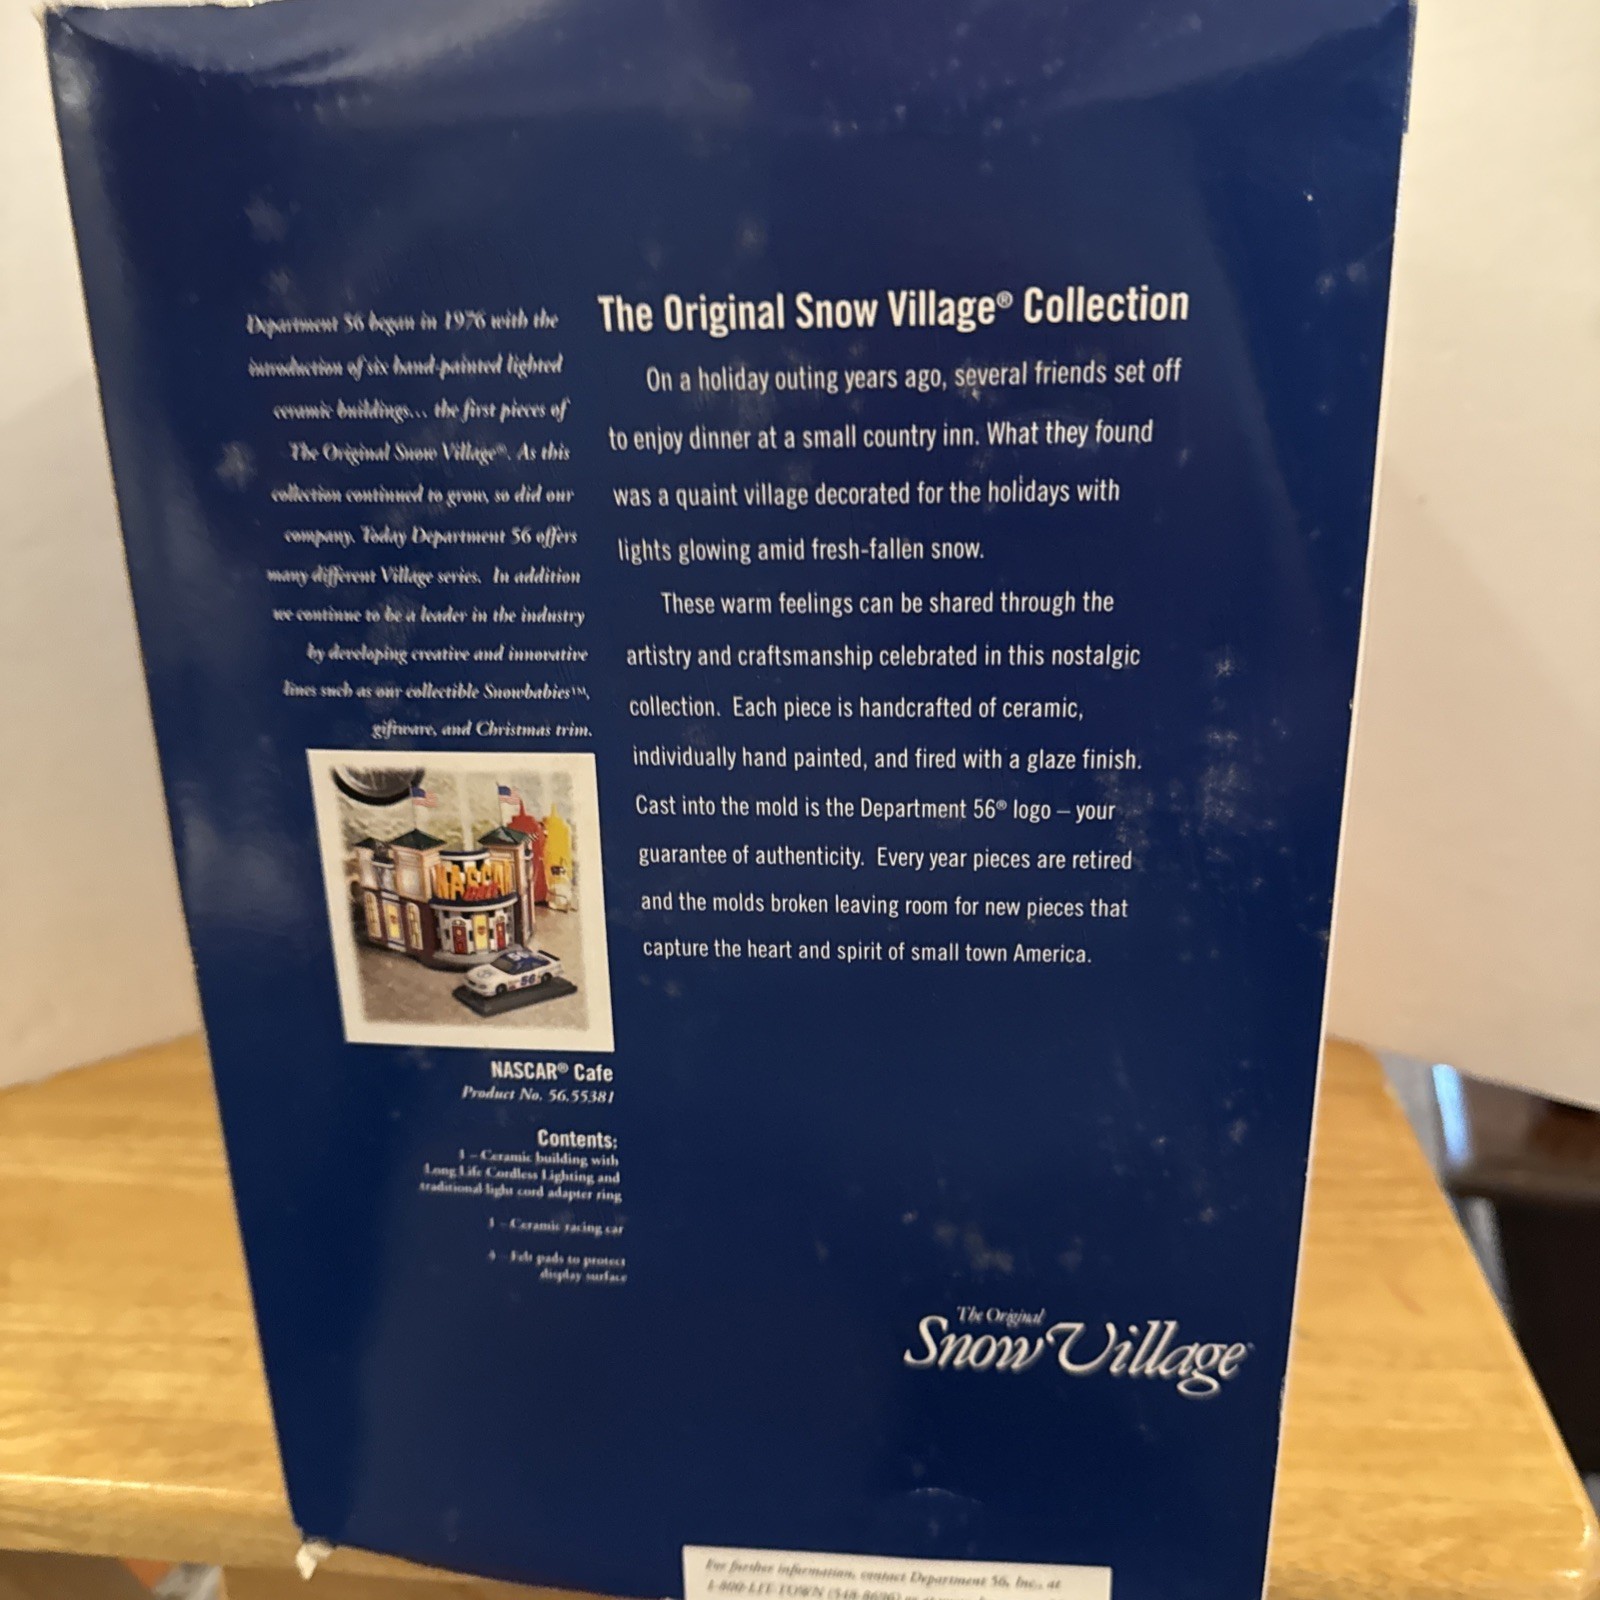 Department 56 began in 1976 with the
introduction of six hand-painted lighted
ceramic buildings... the first pieces of
The Original Snow Village®. As this
collection continued to grow, so did our
company. Today Department 56 offers
many different Village series. In addition
we continue to be a leader in the industry
by developing creative and innovative
lines such as our collectible Snowbabies™,
giftware, and Christmas trim.
NASCAR
56
NASCAR® Cafe
Product No. 56.55381
Contents:
1 – Ceramic building with
Long Life Cordless Lighting and
traditional light cord adapter ring
1 – Ceramic racing car
4 – Felt pads to protect
display surface
The Original Snow Village® Collection
On a holiday outing years ago, several friends set off
to enjoy dinner at a small country inn. What they found
was a quaint village decorated for the holidays with
lights glowing amid fresh-fallen snow.
These warm feelings can be shared through the
artistry and craftsmanship celebrated in this nostalgic
collection. Each piece is handcrafted of ceramic,
individually hand painted, and fired with a glaze finish.
Cast into the mold is the Department 56® logo – your
guarantee of authenticity. Every year pieces are retired
and the molds broken leaving room for new pieces that
capture the heart and spirit of small town America.
The Original
Snow Village
For further information, contact Department 56, Inc., at
1-800-LIT-TOWN (548-8696)